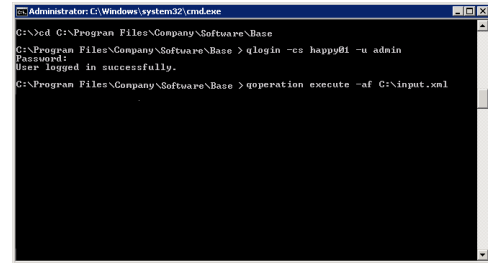 Administrator: C:\Windows\system32\cmd.exe
C:\>cd C:\Program Files\Company\Software\Base
C:\Program Files\Company\Software\Base > qlogin -cs happy01 -u admin
Password:
User logged in successfully.
C:\Program Files\Company\Software\Base > qoperation execute -af C:\input.xml